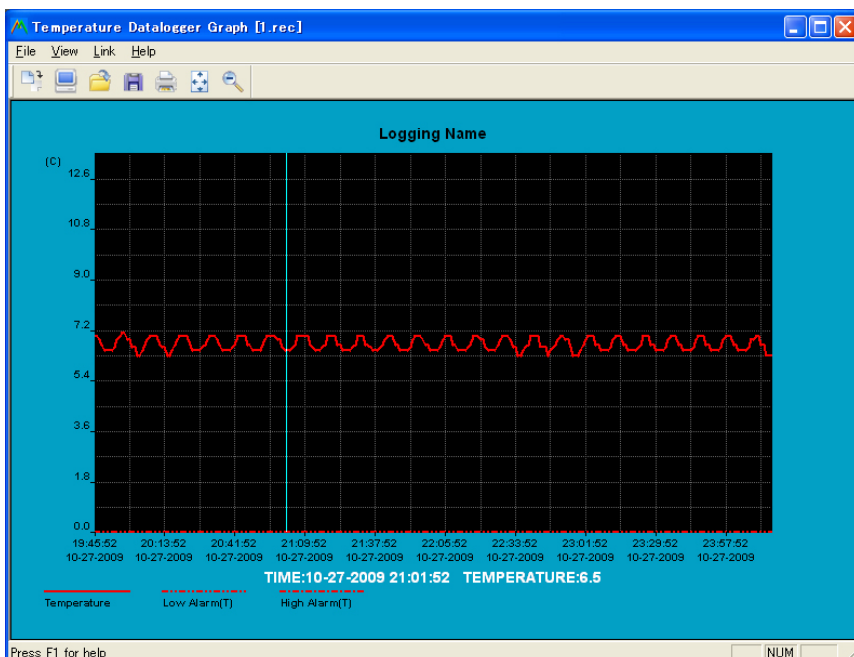 Temperature Datalogger Graph [1.rec]
File View Link Help
Logging Name
(C)
12.6
10.8
9.0
7.2
5.4
3.6
1.8
0.0
19:45:52 20:13:52 20:41:52 21:09:52 21:37:52 22:05:52 22:33:52 23:01:52 23:29:52 23:57:52
10-27-2009 10-27-2009 10-27-2009 10-27-2009 10-27-2009 10-27-2009 10-27-2009 10-27-2009 10-27-2009 10-27-2009
TIME:10-27-2009 21:01:52 TEMPERATURE:6.5
Temperature Low Alarm(T) High Alarm(T)
Press F1 for help NUM